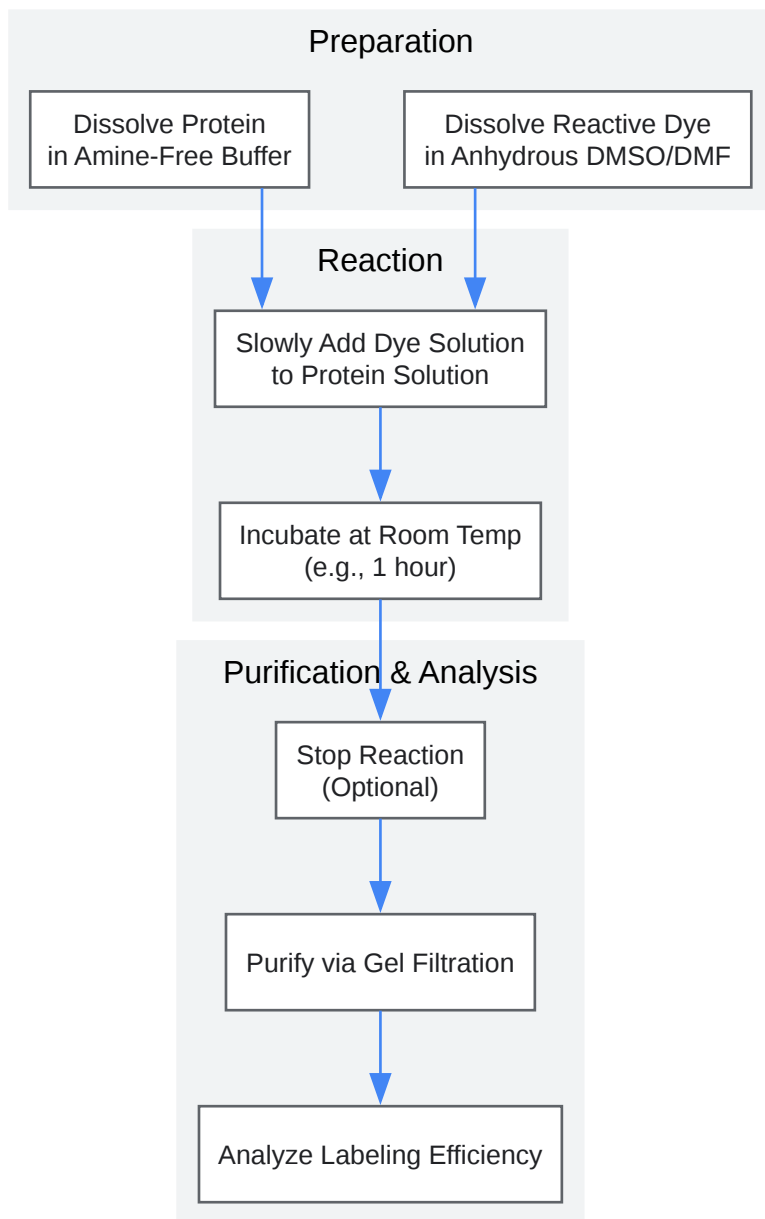 Preparation
Dissolve Protein
in Amine-Free Buffer
Dissolve Reactive Dye
in Anhydrous DMSO/DMF
Reaction
Slowly Add Dye Solution
to Protein Solution
Incubate at Room Temp
(e.g., 1 hour)
Purification & Analysis
Stop Reaction
(Optional)
Purify via Gel Filtration
Analyze Labeling Efficiency